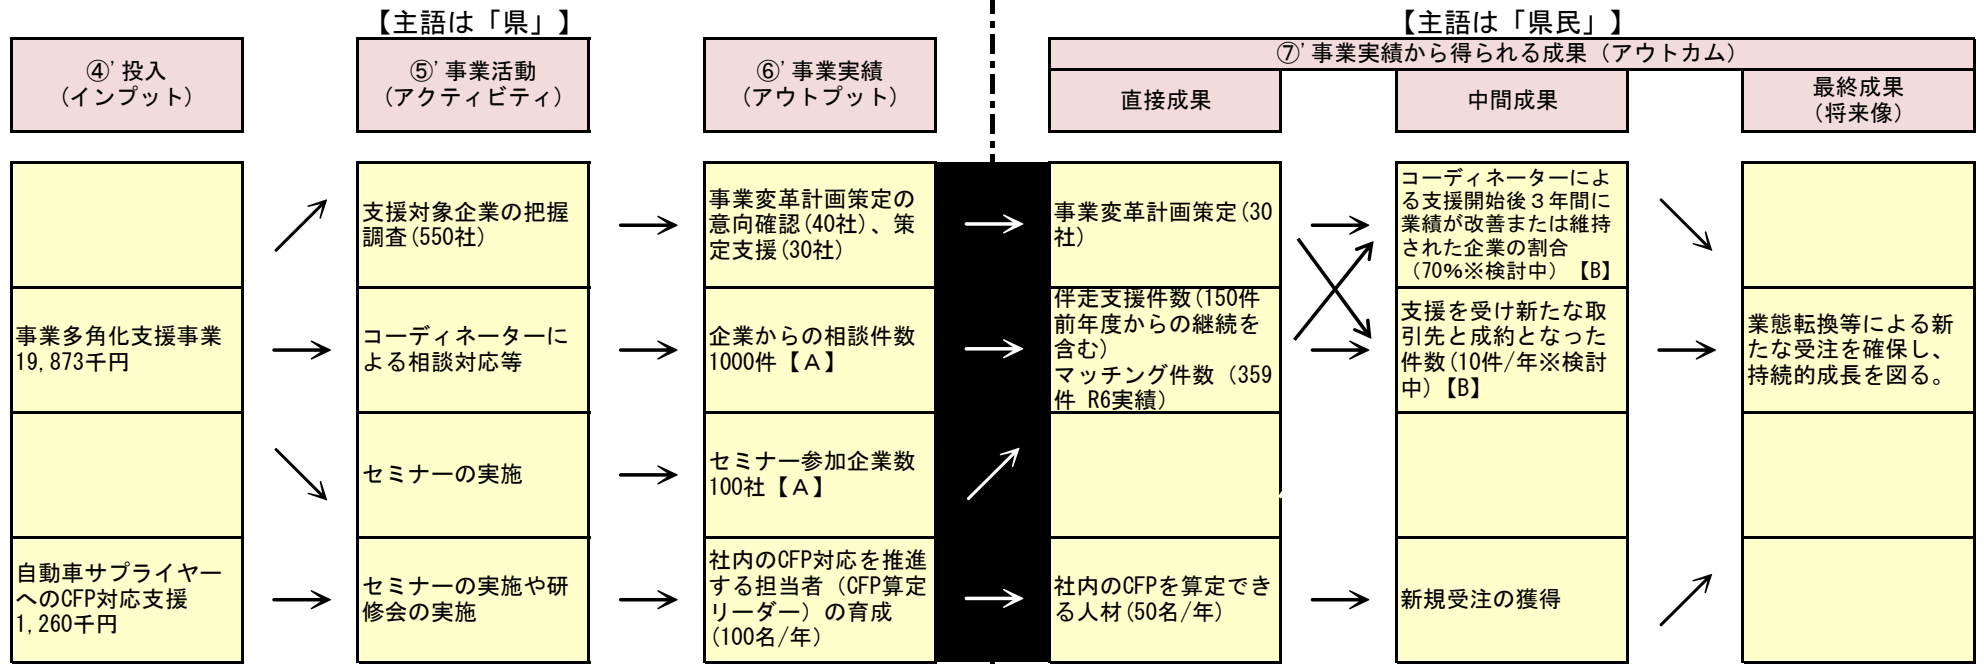 【主語は「県」】
【主語は「県民」】
④' 投入
（インプット）
⑤' 事業活動
（アクティビティ）
⑥' 事業実績
（アウトプット）
⑦' 事業実績から得られる成果（アウトカム）
直接成果
中間成果
最終成果
（将来像）
支援対象企業の把握
調査(550社)
事業変革計画策定の
意向確認(40社)、策
定支援(30社)
事業変革計画策定(30
社)
コーディネーターによ
る支援開始後３年間に
業績が改善または維持
された企業の割合
（70%※検討中）【B】
事業多角化支援事業
19,873千円
コーディネーターに
よる相談対応等
企業からの相談件数
1000件【Ａ】
伴走支援件数(150件
前年度からの継続を
含む)
マッチング件数（359
件 R6実績）
支援を受け新たな取
引先と成約となった
件数(10件/年※検討
中)【B】
業態転換等による新
たな受注を確保し、
持続的成長を図る。
セミナーの実施
セミナー参加企業数
100社【Ａ】
自動車サプライヤー
へのCFP対応支援
1,260千円
セミナーの実施や研
修会の実施
社内のCFP対応を推進
する担当者（CFP算定
リーダー）の育成
(100名/年)
社内のCFPを算定でき
る人材(50名/年)
新規受注の獲得